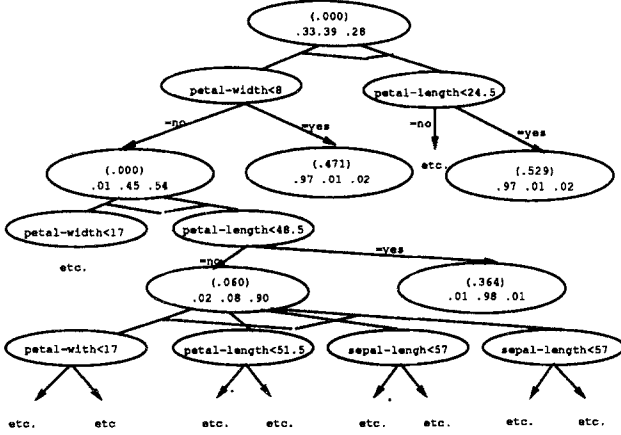 (.000)
.33.39 .28
petal-width<8
petal-length<24.5
=no
=yes
=no
=yes
(.000)
.01 .45 .54
(.471)
.97 .01 .02
etc.
(.529)
.97 .01 .02
petal-width<17
petal-length<48.5
etc.
=no
=yes
(.060)
.02 .08 .90
(.364)
.01 .98 .01
petal-with<17
petal-length<51.5
sepal-lengh<57
sepal-length<57
etc.
etc
etc.
etc.
etc.
etc.
etc.
etc.